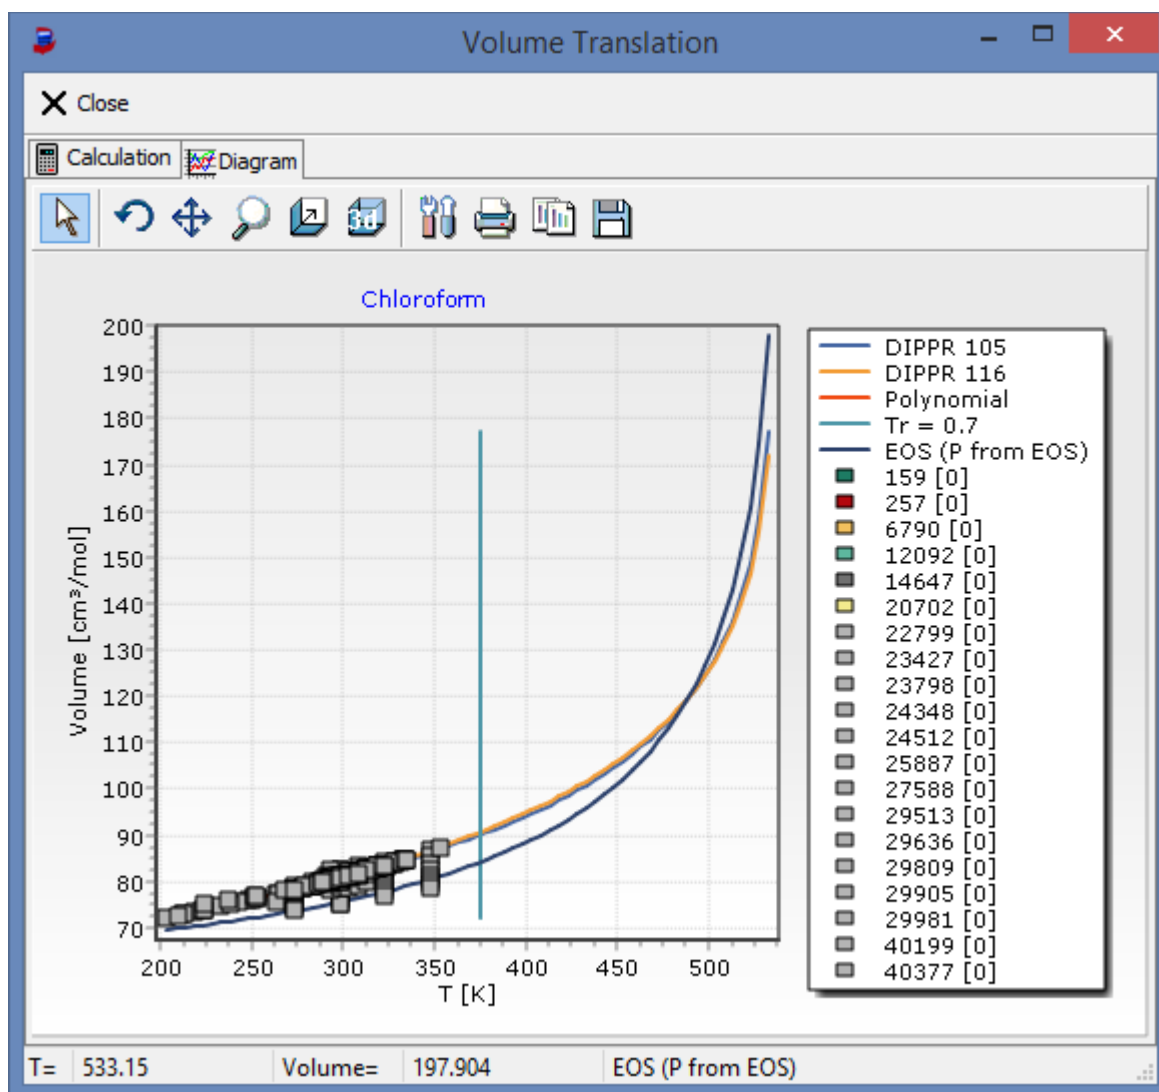 Volume Translation
Close
Calculation
Diagram
3d
Chloroform
200
190
180
170
160
150
140
130
120
110
100
90
80
70
Volume [cm³/mol]
200 250 300 350 400 450 500
T [K]
DIPPR 105
DIPPR 116
Polynomial
Tr = 0.7
EOS (P from EOS)
159 [0]
257 [0]
6790 [0]
12092 [0]
14647 [0]
20702 [0]
22799 [0]
23427 [0]
23798 [0]
24348 [0]
24512 [0]
25887 [0]
27588 [0]
29513 [0]
29636 [0]
29809 [0]
29905 [0]
29981 [0]
40199 [0]
40377 [0]
T= 533.15 Volume= 197.904 EOS (P from EOS)